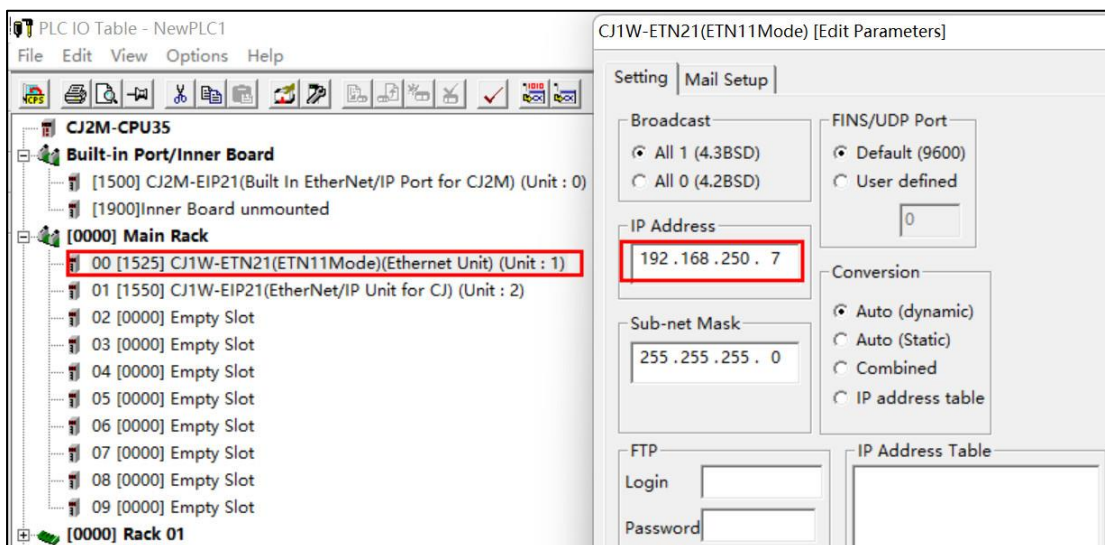 PLC IO Table - NewPLC1
File Edit View Options Help
CJ2M-CPU35
Built-in Port/Inner Board
[1500] CJ2M-EIP21(Built In EtherNet/IP Port for CJ2M) (Unit : 0)
[1900]Inner Board unmounted
[0000] Main Rack
00 [1525] CJ1W-ETN21(ETN11Mode)(Ethernet Unit) (Unit : 1)
01 [1550] CJ1W-EIP21(EtherNet/IP Unit for CJ) (Unit : 2)
02 [0000] Empty Slot
03 [0000] Empty Slot
04 [0000] Empty Slot
05 [0000] Empty Slot
06 [0000] Empty Slot
07 [0000] Empty Slot
08 [0000] Empty Slot
09 [0000] Empty Slot
[0000] Rack 01
CJ1W-ETN21(ETN11Mode) [Edit Parameters]
Setting Mail Setup
Broadcast
All 1 (4.3BSD)
All 0 (4.2BSD)
IP Address
192 .168 .250 . 7
Sub-net Mask
255 .255 .255 . 0
FTP
Login
Password
FINS/UDP Port
Default (9600)
User defined
0
Conversion
Auto (dynamic)
Auto (Static)
Combined
IP address table
IP Address Table